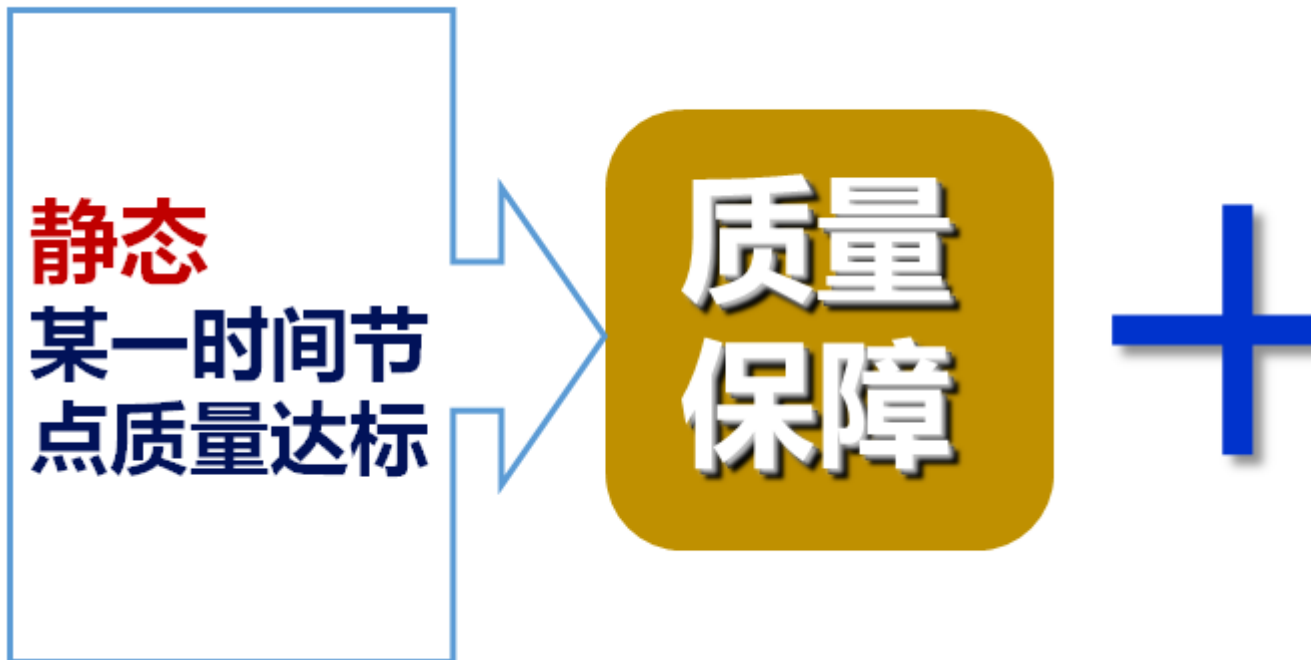 静态
某一时间节
点质量达标
质量
保障